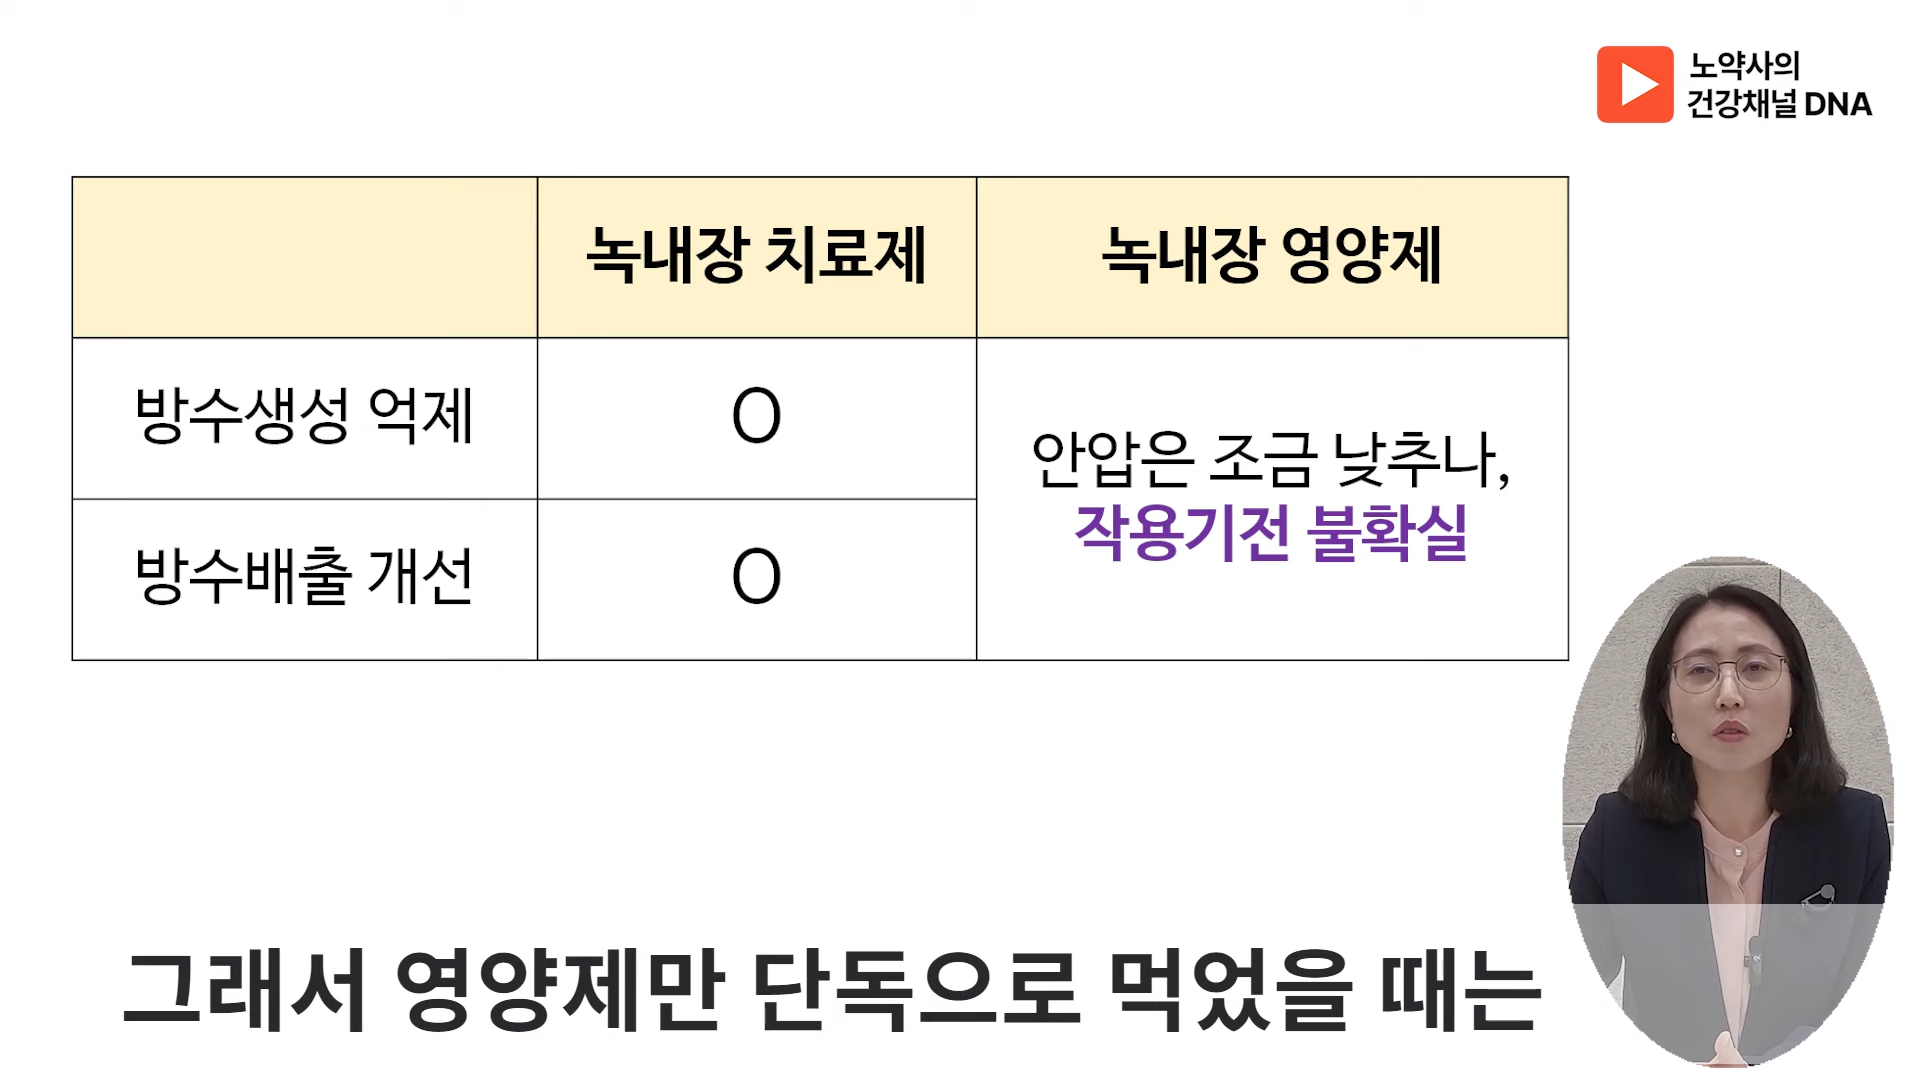 노약사의
건강채널 DNA
녹내장 치료제
녹내장 영양제
방수생성 억제
O
안압은 조금 낮추나,
작용기전 불확실
방수배출 개선
O
그래서 영양제만 단독으로 먹었을 때는